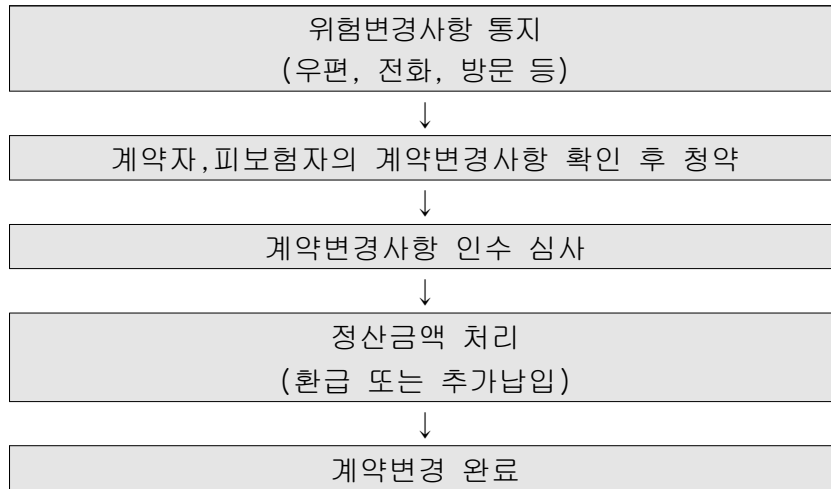 위험변경사항 통지
(우편, 전화, 방문 등)
↓
계약자,피보험자의 계약변경사항 확인 후 청약
↓
계약변경사항 인수 심사
↓
정산금액 처리
(환급 또는 추가납입)
↓
계약변경 완료